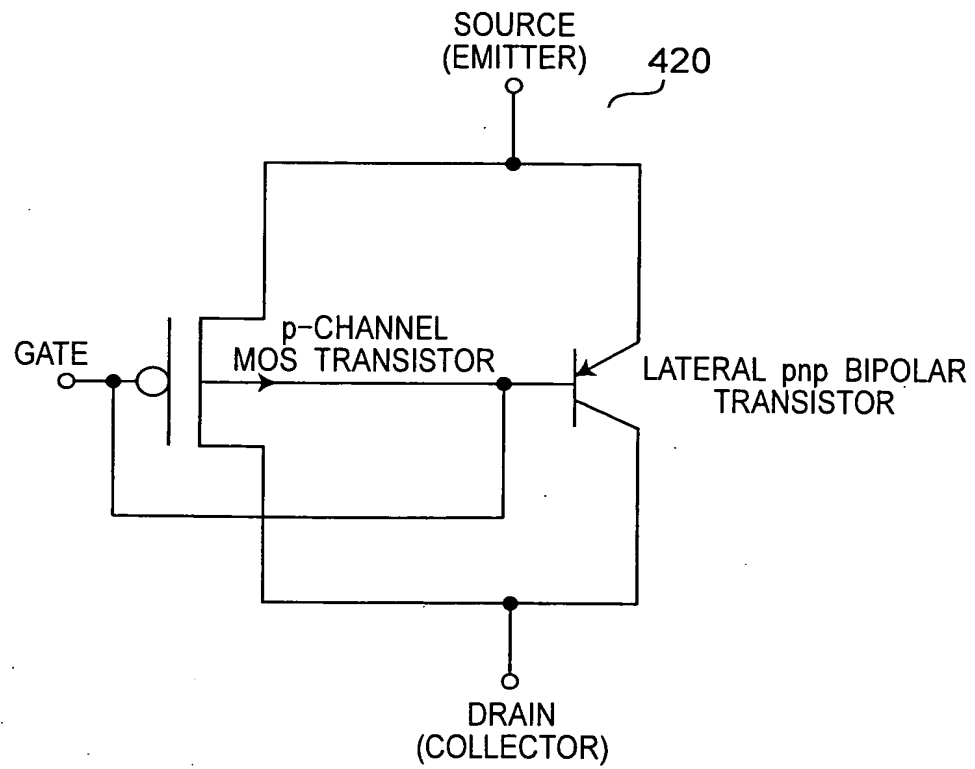 SOURCE
(EMITTER)
420
p-CHANNEL
MOS TRANSISTOR
GATE
LATERAL pnp BIPOLAR
TRANSISTOR
DRAIN
(COLLECTOR)